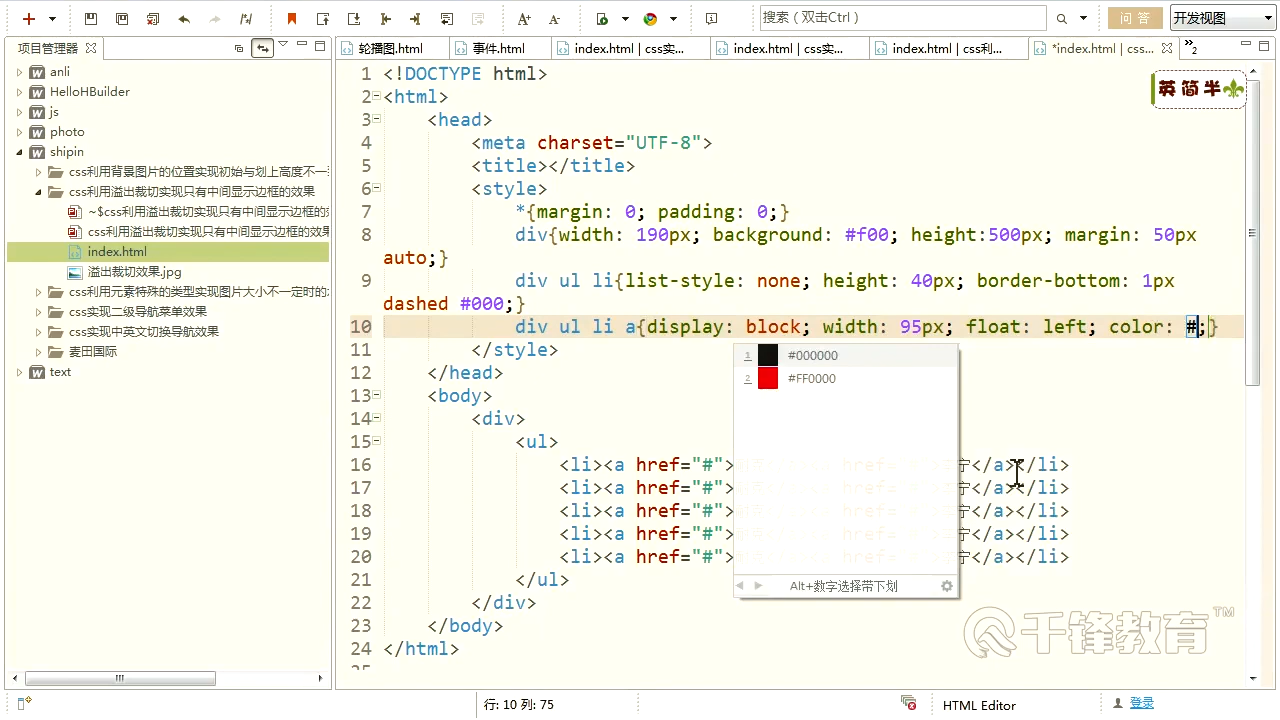 搜索（双击Ctrl）
问 答
开发视图
项目管理器
轮播图.html
事件.html
index.html | css实...
index.html | css实...
index.html | css利...
*index.html | css...
»2
anli
HelloHBuilder
js
photo
shipin
css利用背景图片的位置实现初始与划上高度不一
css利用溢出裁切实现只有中间显示边框的效果
~$css利用溢出裁切实现只有中间显示边框的
css利用溢出裁切实现只有中间显示边框的效果
index.html
溢出裁切效果.jpg
css利用元素特殊的类型实现图片大小不一定时的
css实现二级导航菜单效果
css实现中英文切换导航效果
麦田国际
text
英 简 半
1 <!DOCTYPE html>
2 <html>
3 <head>
4 <meta charset="UTF-8">
5 <title></title>
6 <style>
7 *{margin: 0; padding: 0;}
8 div{width: 190px; background: #f00; height:500px; margin: 50px
auto;}
9 div ul li{list-style: none; height: 40px; border-bottom: 1px
dashed #000;}
10 div ul li a{display: block; width: 95px; float: left; color: #;}
11 </style>
12 </head>
13 <body>
14 <div>
15 <ul>
16 <li><a href="#"> </a></li>
17 <li><a href="#"> </a></li>
18 <li><a href="#"> </a></li>
19 <li><a href="#"> </a></li>
20 <li><a href="#"> </a></li>
21 </ul>
22 </div>
23 </body>
24 </html>
1 #000000
2 #FF0000
Alt+数字选择带下划
千锋教育™
行: 10 列: 75
HTML Editor
登录